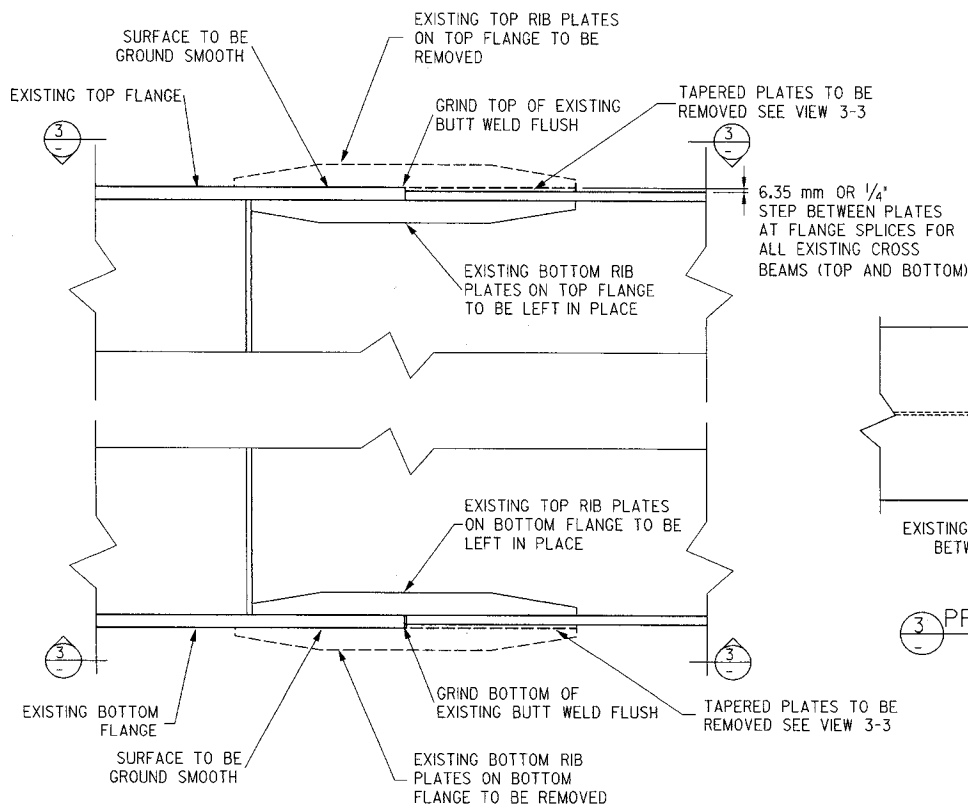 EXISTING TOP RIB PLATES
ON TOP FLANGE TO BE
REMOVED
SURFACE TO BE
GROUND SMOOTH
EXISTING TOP FLANGE
GRIND TOP OF EXISTING
BUTT WELD FLUSH
TAPERED PLATES TO BE
REMOVED SEE VIEW 3-3
3
-
3
-
6.35 mm OR 1/4"
STEP BETWEEN PLATES
AT FLANGE SPLICES FOR
ALL EXISTING CROSS
BEAMS (TOP AND BOTTOM)
EXISTING BOTTOM RIB
PLATES ON TOP FLANGE
TO BE LEFT IN PLACE
EXISTING TOP RIB PLATES
ON BOTTOM FLANGE TO BE
LEFT IN PLACE
EXISTING
BETW
3
-
3
-
3
-
EXISTING BOTTOM
FLANGE
SURFACE TO BE
GROUND SMOOTH
GRIND BOTTOM OF
EXISTING BUTT WELD FLUSH
TAPERED PLATES TO BE
REMOVED SEE VIEW 3-3
EXISTING BOTTOM RIB
PLATES ON BOTTOM
FLANGE TO BE REMOVED